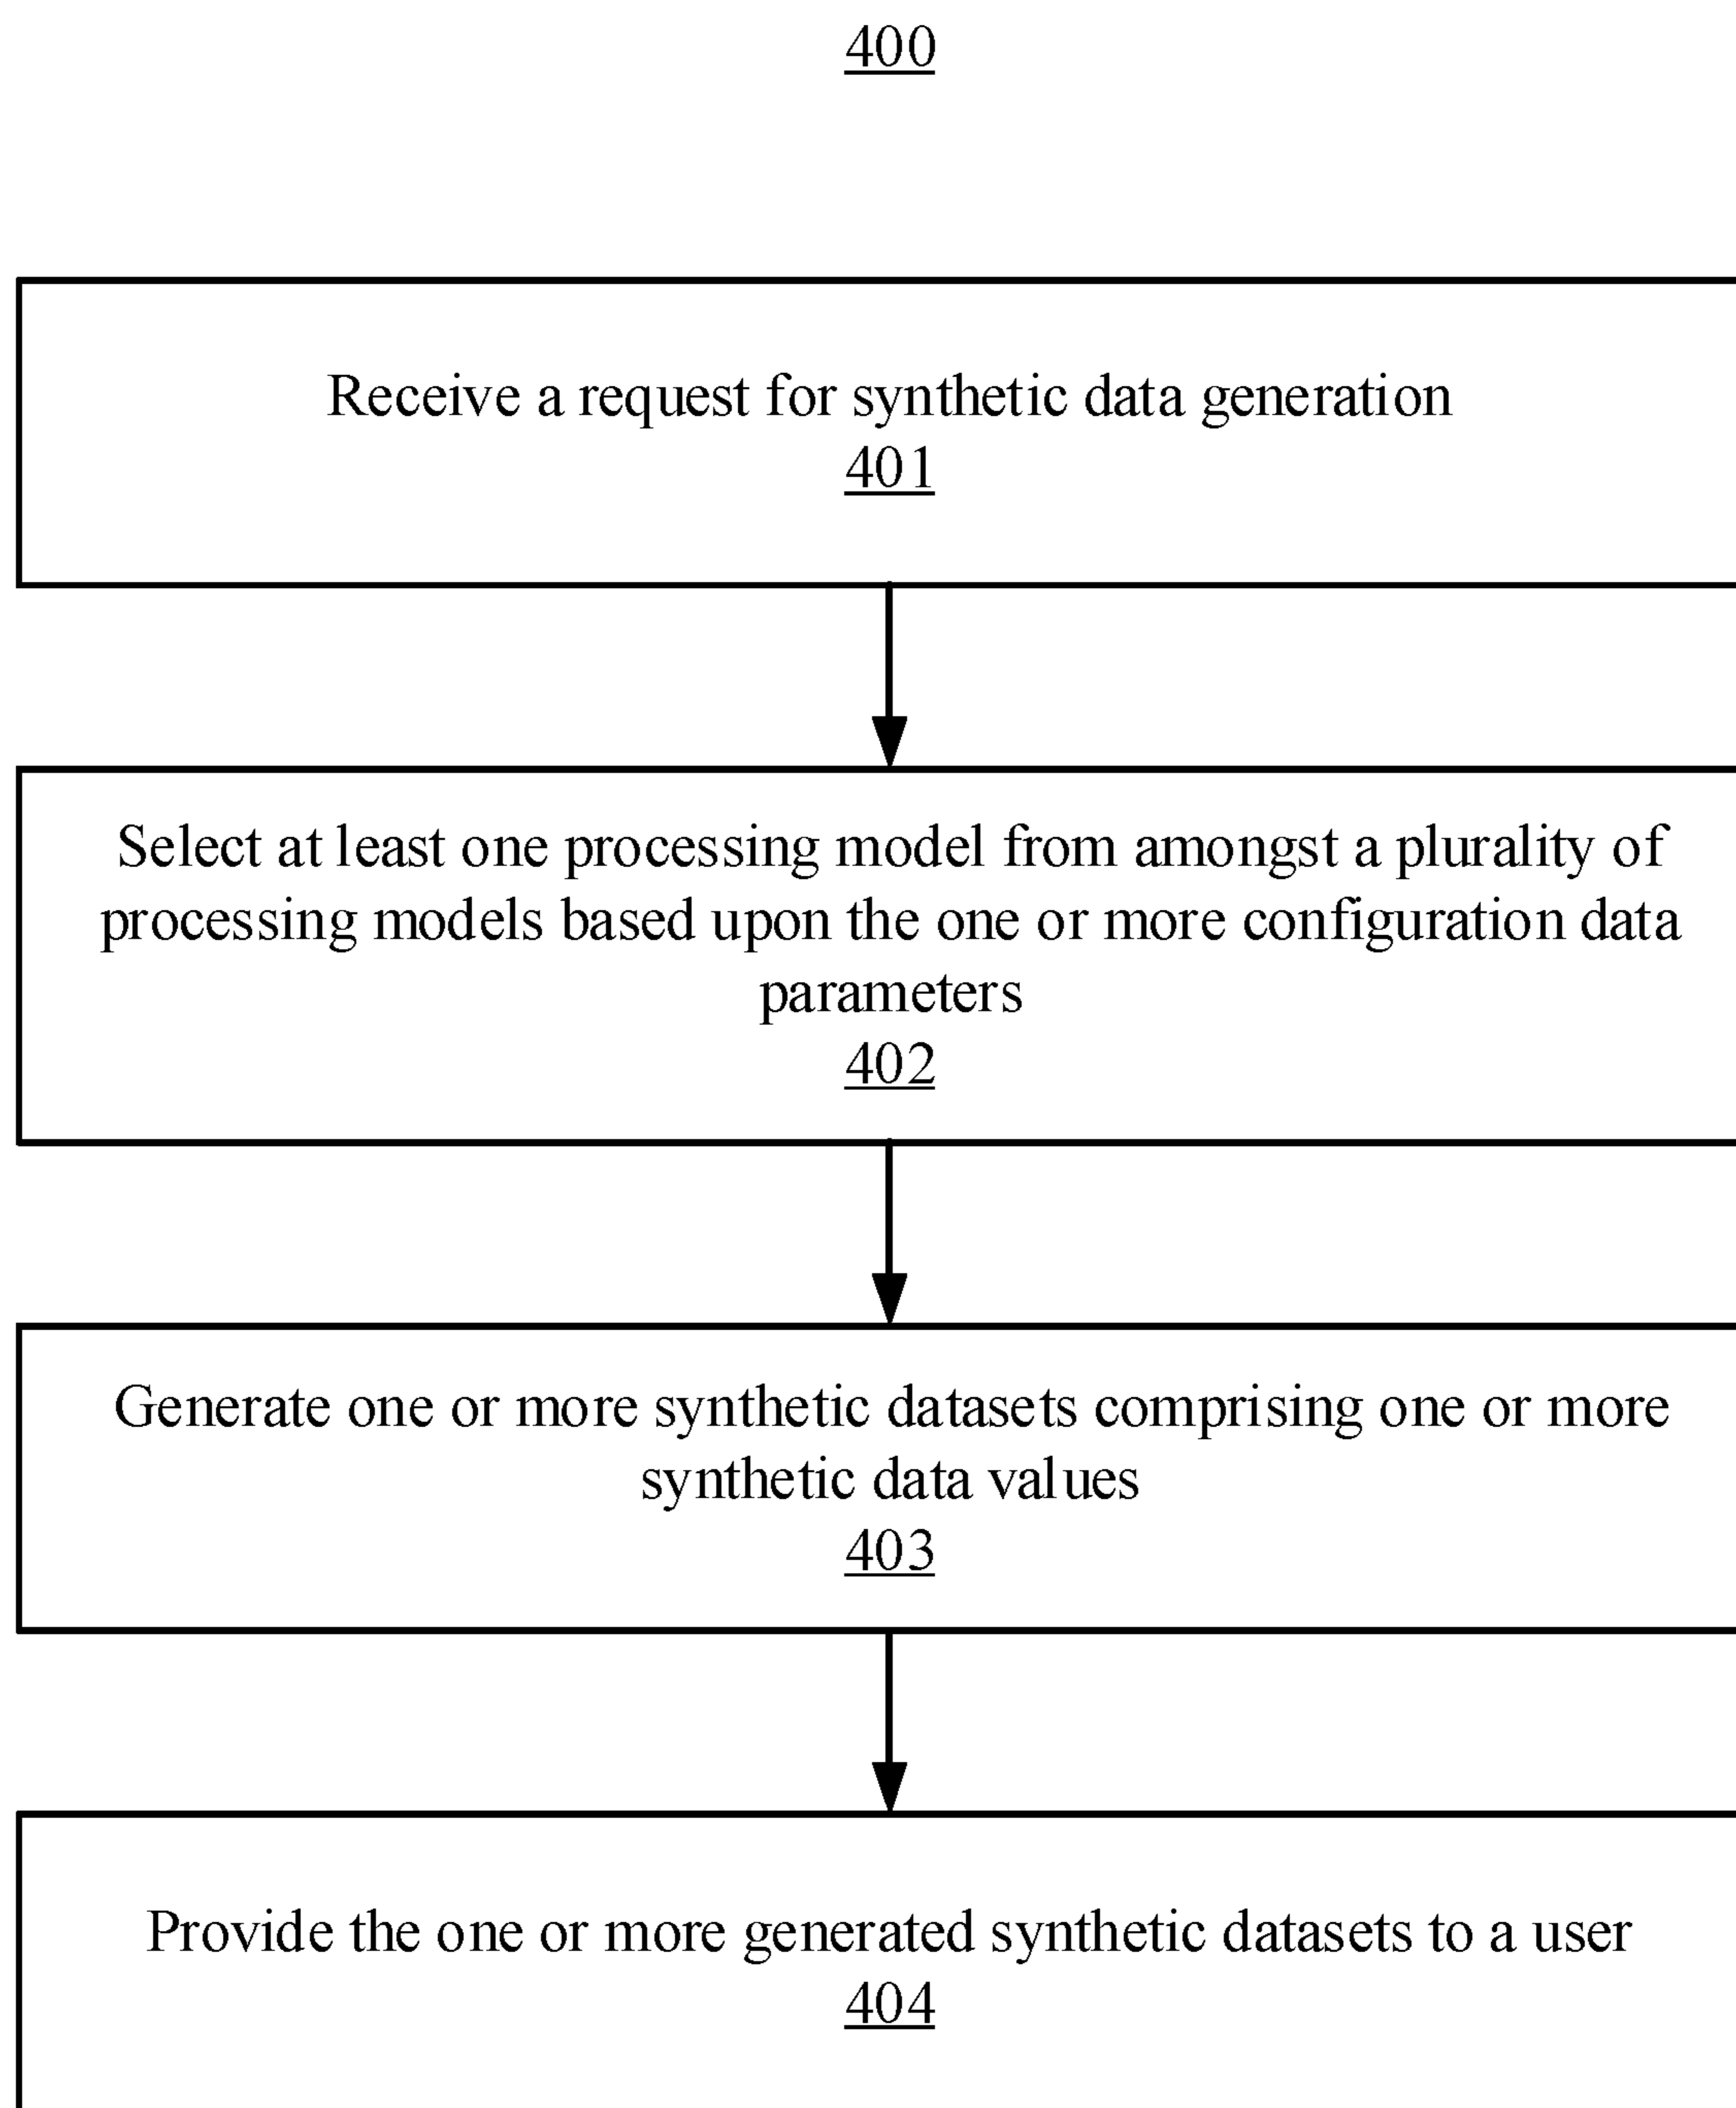 400
Receive a request for synthetic data generation
401
Select at least one processing model from amongst a plurality of
processing models based upon the one or more configuration data
parameters
402
Generate one or more synthetic datasets comprising one or more
synthetic data values
403
Provide the one or more generated synthetic datasets to a user
404